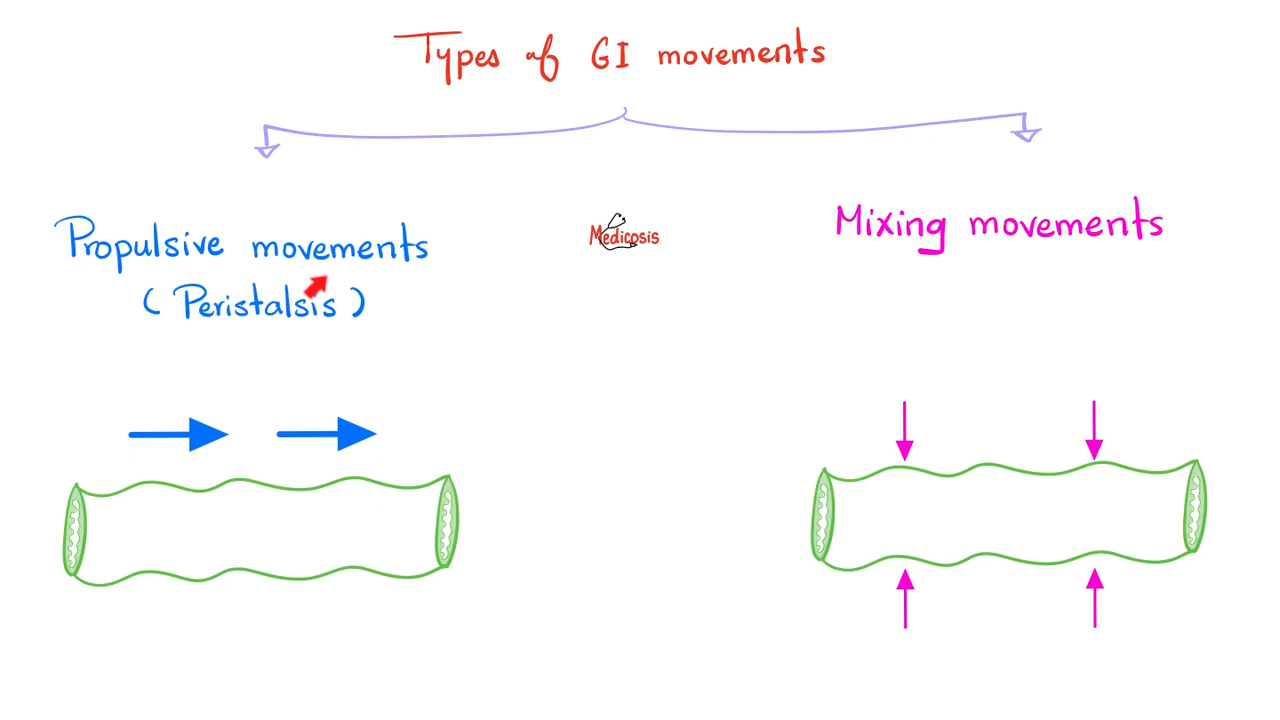 Types of GI movements
Propulsive movements
(Peristalsis)
Medicosis
Mixing movements